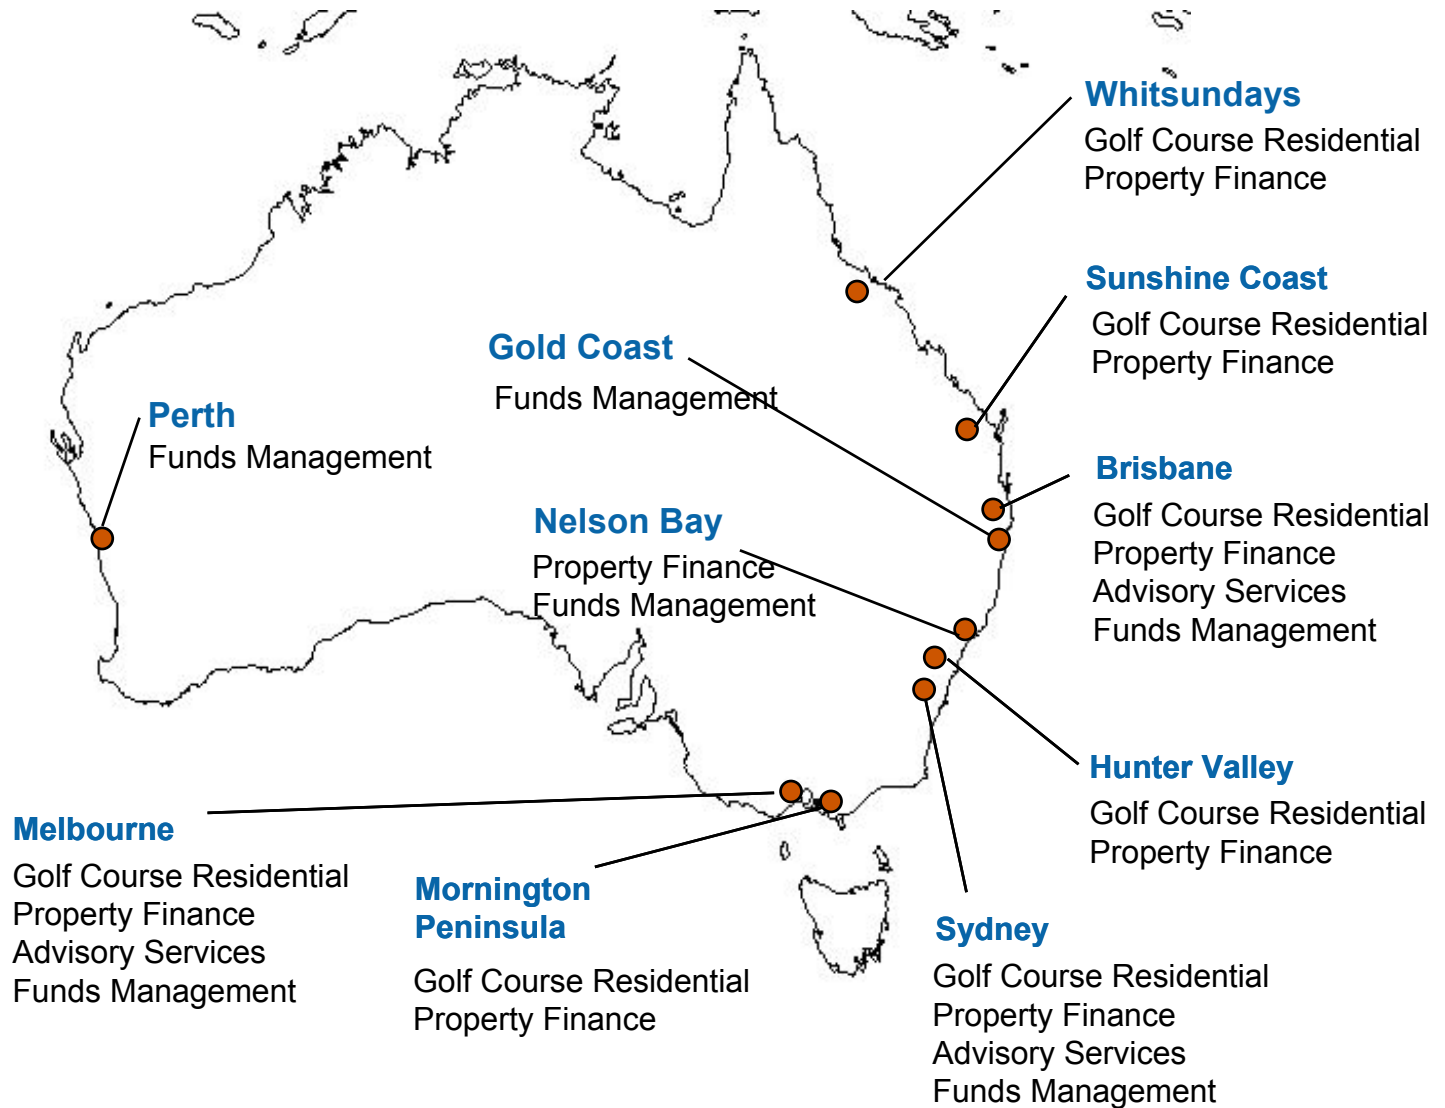 Whitsundays
Golf Course Residential
Property Finance
Sunshine Coast
Golf Course Residential
Property Finance
Gold Coast
Funds Management
Perth
Funds Management
Brisbane
Golf Course Residential
Property Finance
Advisory Services
Funds Management
Nelson Bay
Property Finance
Funds Management
Hunter Valley
Golf Course Residential
Property Finance
Melbourne
Golf Course Residential
Property Finance
Advisory Services
Funds Management
Mornington
Peninsula
Golf Course Residential
Property Finance
Sydney
Golf Course Residential
Property Finance
Advisory Services
Funds Management